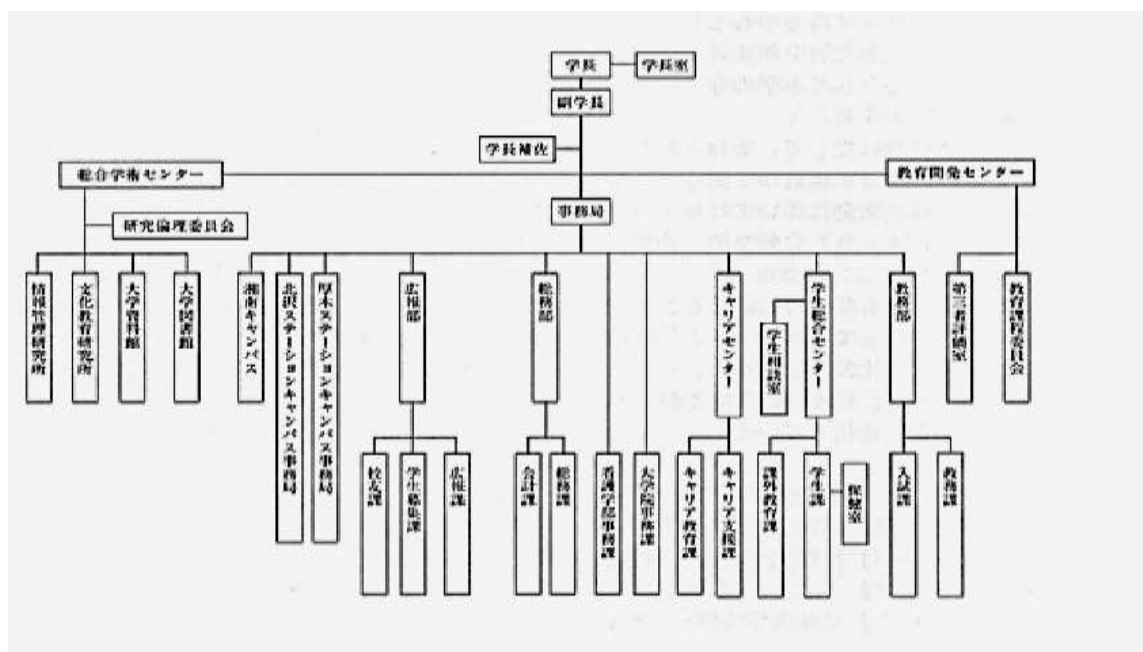 学長
学長室
副学長
学長補佐
総合学術センター
教育開発センター
研究倫理委員会
事務局
情報管理研究所
文化教育研究所
大学資料館
大学図書館
湘南キャンパス
北沢ステーションキャンパス事務局
厚木ステーションキャンパス事務局
広報部
総務部
キャリアセンター
学生相談室
学生総合センター
教務部
第三者評価室
教育課程委員会
校友課
学生募集課
広報課
会計課
総務課
看護学部事務課
大学院事務課
キャリア教育課
キャリア支援課
課外教育課
学生課
保健室
入試課
教務課